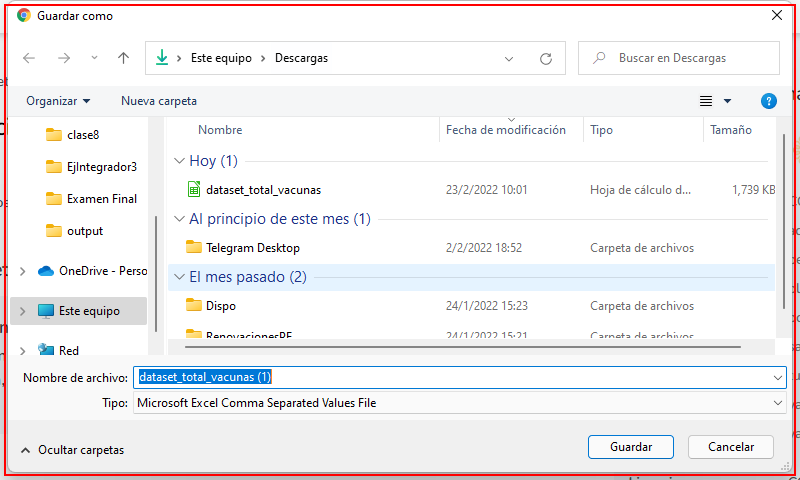 Guardar como
Este equipo > Descargas
Buscar en Descargas
Organizar
Nueva carpeta
?
Nombre
Fecha de modificación
Tipo
Tamaño
clase8
EjIntegrador3
Examen Final
output
OneDrive - Perso
Este equipo
Red
Hoy (1)
dataset_total_vacunas 23/2/2022 10:01 Hoja de cálculo d... 1,739 KB
Al principio de este mes (1)
Telegram Desktop 2/2/2022 18:52 Carpeta de archivos
El mes pasado (2)
Dispo 24/1/2022 15:23 Carpeta de archivos
RenovacionesPF 24/1/2022 15:21 Carpeta de archivos
Nombre de archivo: dataset_total_vacunas (1)
Tipo: Microsoft Excel Comma Separated Values File
Ocultar carpetas
Guardar
Cancelar